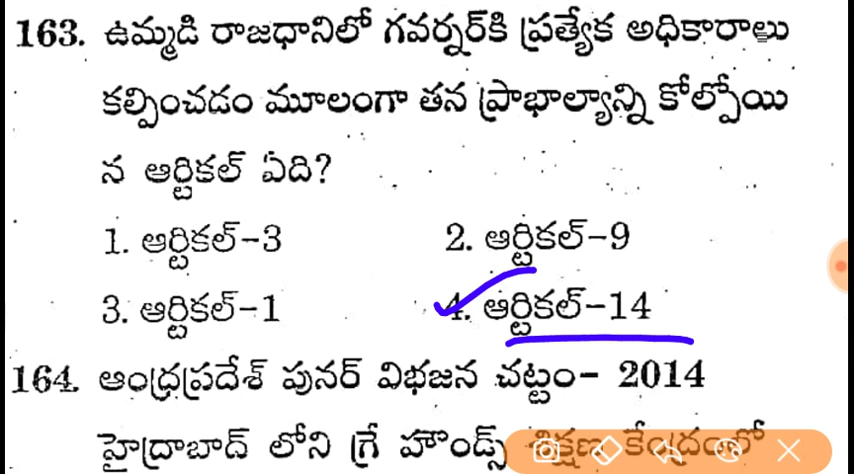 163. ఉమ్మడి రాజధానిలో గవర్నర్‌కి ప్రత్యేక అధికారాలు
కల్పించడం మూలంగా తన ప్రాభాల్యాన్ని కోల్పోయి
న ఆర్టికల్ ఏది?
1. ఆర్టికల్-3 2. ఆర్టికల్-9
3. ఆర్టికల్-1 4. ఆర్టికల్-14
164. ఆంధ్రప్రదేశ్ పునర్ విభజన చట్టం- 2014
హైద్రాబాద్ లోని గ్రే హౌండ్స్ శిక్షణ కేంద్రంలో